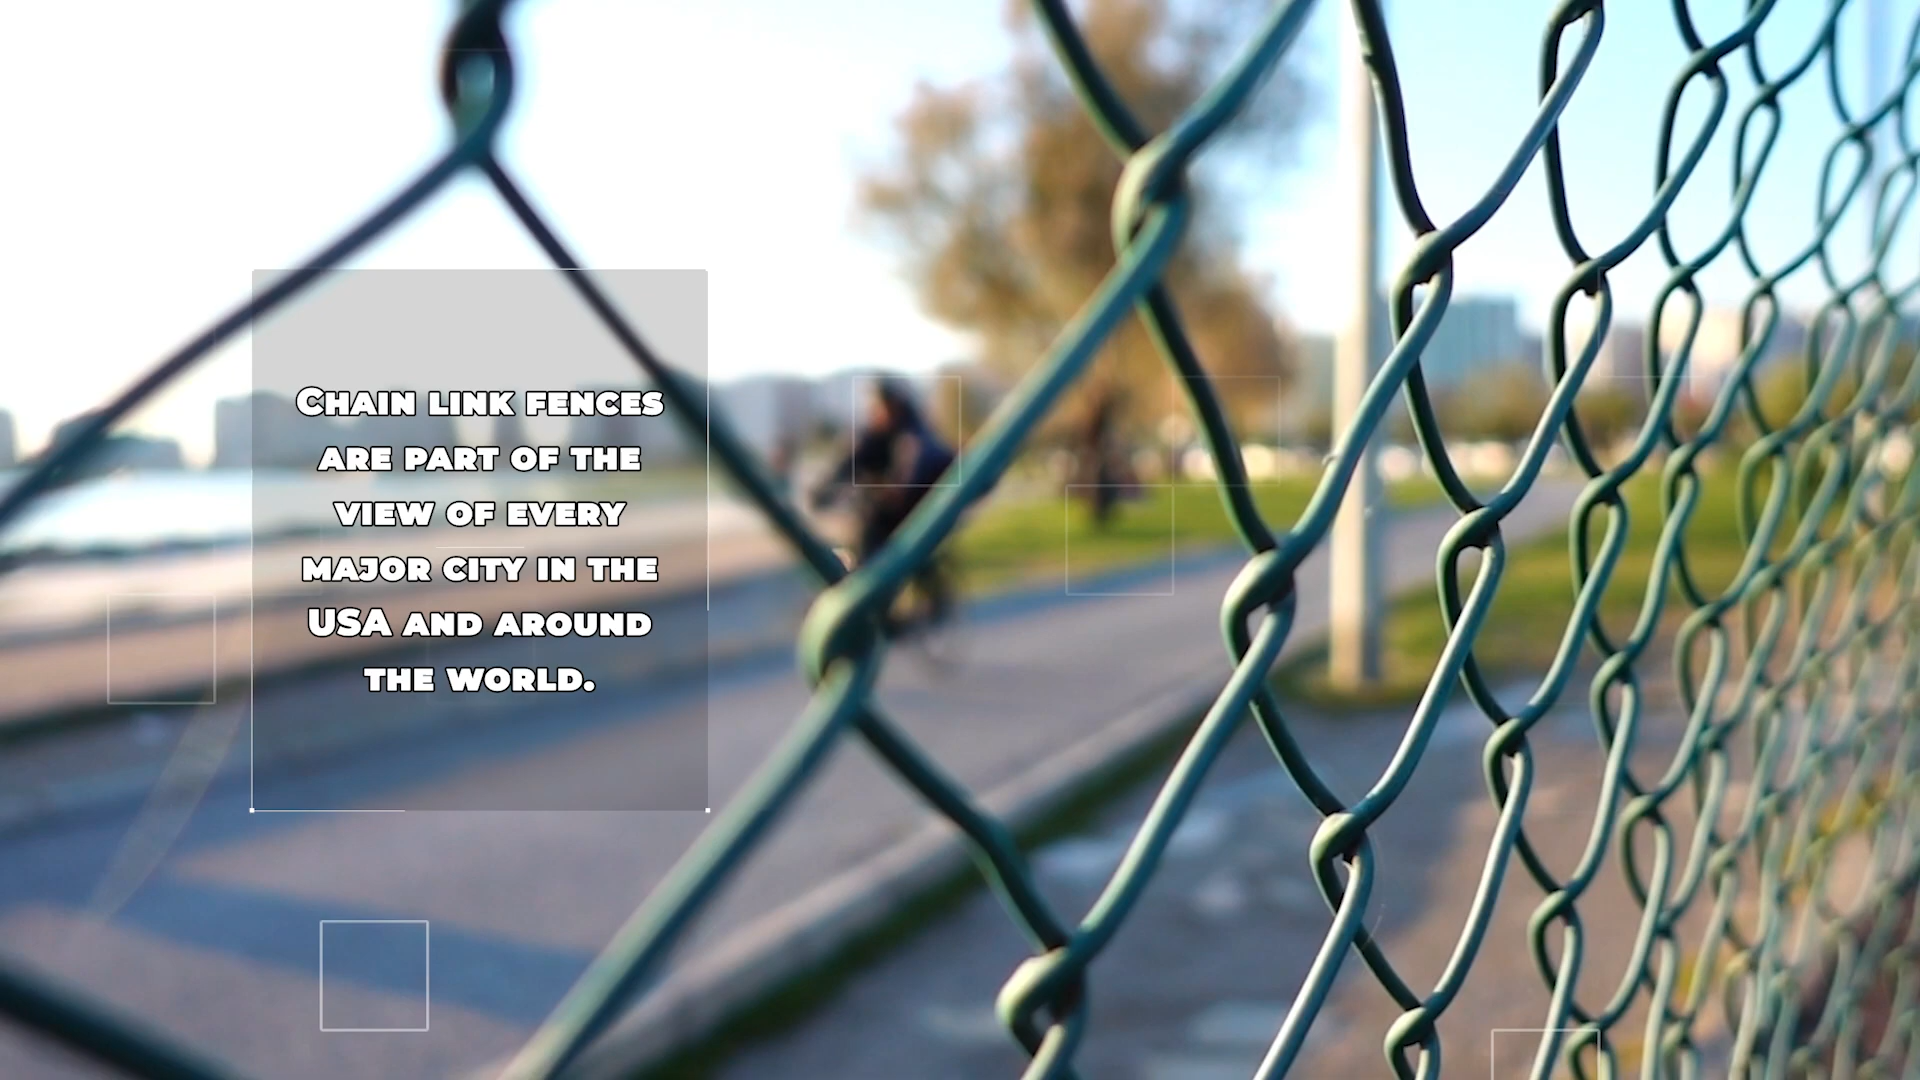 Chain link fences
are part of the
view of every
major city in the
USA and around
the world.